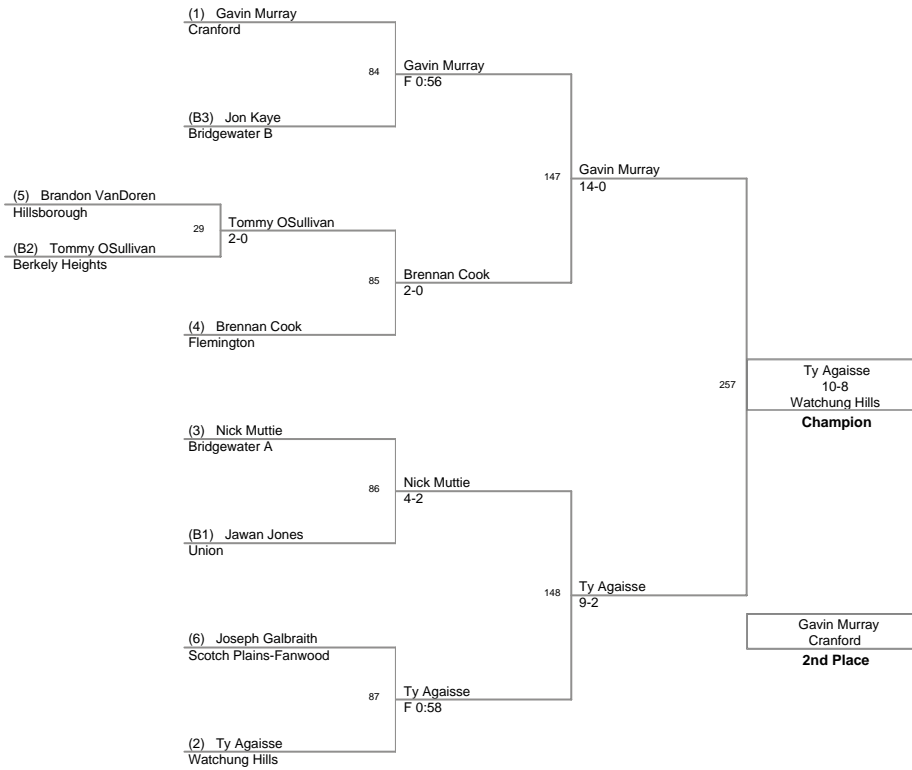 (1) Gavin Murray
Cranford
84
Gavin Murray
F 0:56
(B3) Jon Kaye
Bridgewater B
147
Gavin Murray
14-0
(5) Brandon VanDoren
Hillsborough
29
Tommy OSullivan
2-0
(B2) Tommy OSullivan
Berkely Heights
85
Brennan Cook
2-0
(4) Brennan Cook
Flemington
257
Ty Agaisse
10-8
Watchung Hills
Champion
(3) Nick Muttie
Bridgewater A
86
Nick Muttie
4-2
(B1) Jawan Jones
Union
148
Ty Agaisse
9-2
(6) Joseph Galbraith
Scotch Plains-Fanwood
87
Ty Agaisse
F 0:58
(2) Ty Agaisse
Watchung Hills
Gavin Murray
Cranford
2nd Place